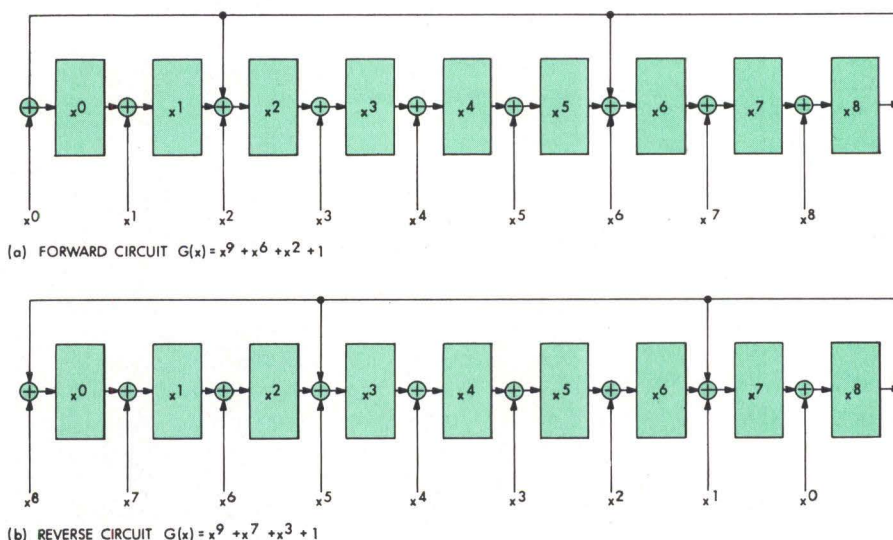 x⁰ x¹ x² x³ x⁴ x⁵ x⁶ x⁷ x⁸
x⁰ x¹ x² x³ x⁴ x⁵ x⁶ x⁷ x⁸
(a) FORWARD CIRCUIT G(x) = x⁹ + x⁶ + x² + 1
x⁰ x¹ x² x³ x⁴ x⁵ x⁶ x⁷ x⁸
x⁸ x⁷ x⁶ x⁵ x⁴ x³ x² x¹ x⁰
(b) REVERSE CIRCUIT G(x) = x⁹ + x⁷ + x³ + 1